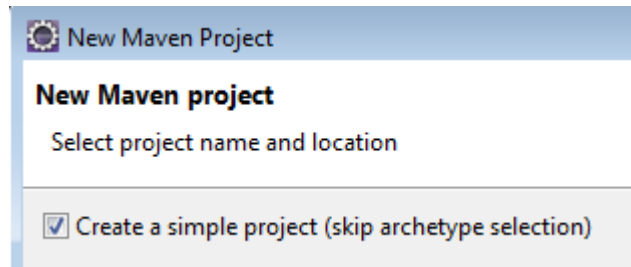 New Maven Project
New Maven project
Select project name and location
Create a simple project (skip archetype selection)